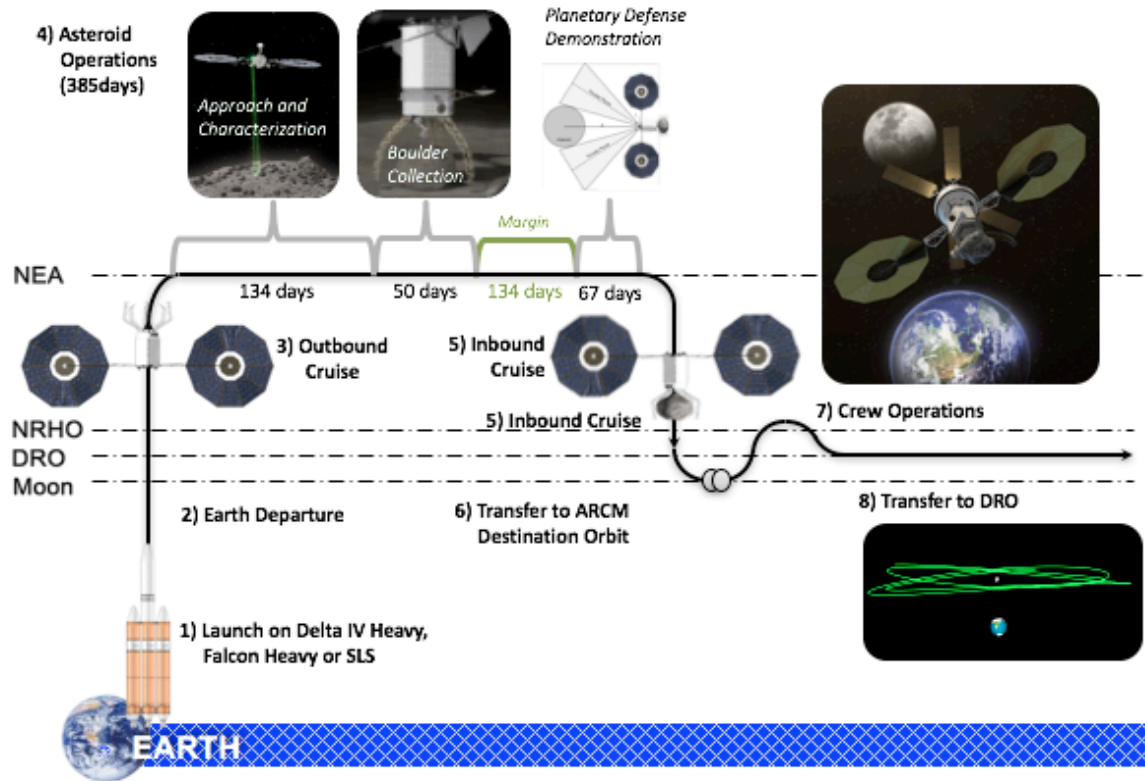 4) Asteroid
Operations
(385days)
Approach and
Characterization
Boulder
Collection
Planetary Defense
Demonstration
Margin
NEA
134 days
50 days
134 days
67 days
3) Outbound
Cruise
5) Inbound
Cruise
5) Inbound Cruise
7) Crew Operations
NRHO
DRO
Moon
2) Earth Departure
6) Transfer to ARCM
Destination Orbit
8) Transfer to DRO
1) Launch on Delta IV Heavy,
Falcon Heavy or SLS
EARTH